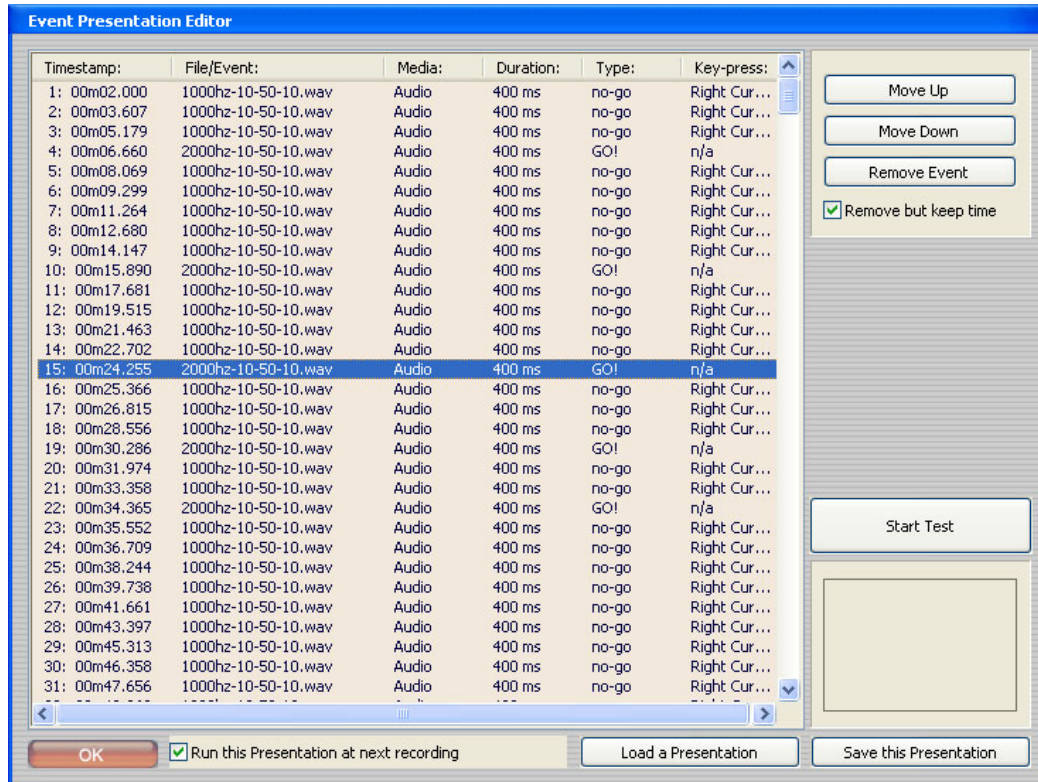 Event Presentation Editor
Timestamp: File/Event: Media: Duration: Type: Key-press:
1: 00m02.000 1000hz-10-50-10.wav Audio 400 ms no-go Right Cur...
2: 00m03.607 1000hz-10-50-10.wav Audio 400 ms no-go Right Cur...
3: 00m05.179 1000hz-10-50-10.wav Audio 400 ms no-go Right Cur...
4: 00m06.660 2000hz-10-50-10.wav Audio 400 ms GO! n/a
5: 00m08.069 1000hz-10-50-10.wav Audio 400 ms no-go Right Cur...
6: 00m09.299 1000hz-10-50-10.wav Audio 400 ms no-go Right Cur...
7: 00m11.264 1000hz-10-50-10.wav Audio 400 ms no-go Right Cur...
8: 00m12.680 1000hz-10-50-10.wav Audio 400 ms no-go Right Cur...
9: 00m14.147 1000hz-10-50-10.wav Audio 400 ms no-go Right Cur...
10: 00m15.890 2000hz-10-50-10.wav Audio 400 ms GO! n/a
11: 00m17.681 1000hz-10-50-10.wav Audio 400 ms no-go Right Cur...
12: 00m19.515 1000hz-10-50-10.wav Audio 400 ms no-go Right Cur...
13: 00m21.463 1000hz-10-50-10.wav Audio 400 ms no-go Right Cur...
14: 00m22.702 1000hz-10-50-10.wav Audio 400 ms no-go Right Cur...
15: 00m24.255 2000hz-10-50-10.wav Audio 400 ms GO! n/a
16: 00m25.366 1000hz-10-50-10.wav Audio 400 ms no-go Right Cur...
17: 00m26.815 1000hz-10-50-10.wav Audio 400 ms no-go Right Cur...
18: 00m28.556 1000hz-10-50-10.wav Audio 400 ms no-go Right Cur...
19: 00m30.286 2000hz-10-50-10.wav Audio 400 ms GO! n/a
20: 00m31.974 1000hz-10-50-10.wav Audio 400 ms no-go Right Cur...
21: 00m33.358 1000hz-10-50-10.wav Audio 400 ms no-go Right Cur...
22: 00m34.365 2000hz-10-50-10.wav Audio 400 ms GO! n/a
23: 00m35.552 1000hz-10-50-10.wav Audio 400 ms no-go Right Cur...
24: 00m36.709 1000hz-10-50-10.wav Audio 400 ms no-go Right Cur...
25: 00m38.244 1000hz-10-50-10.wav Audio 400 ms no-go Right Cur...
26: 00m39.738 1000hz-10-50-10.wav Audio 400 ms no-go Right Cur...
27: 00m41.661 1000hz-10-50-10.wav Audio 400 ms no-go Right Cur...
28: 00m43.397 1000hz-10-50-10.wav Audio 400 ms no-go Right Cur...
29: 00m45.313 1000hz-10-50-10.wav Audio 400 ms no-go Right Cur...
30: 00m46.358 1000hz-10-50-10.wav Audio 400 ms no-go Right Cur...
31: 00m47.656 1000hz-10-50-10.wav Audio 400 ms no-go Right Cur...
Move Up
Move Down
Remove Event
Remove but keep time
Start Test
OK
Run this Presentation at next recording
Load a Presentation
Save this Presentation